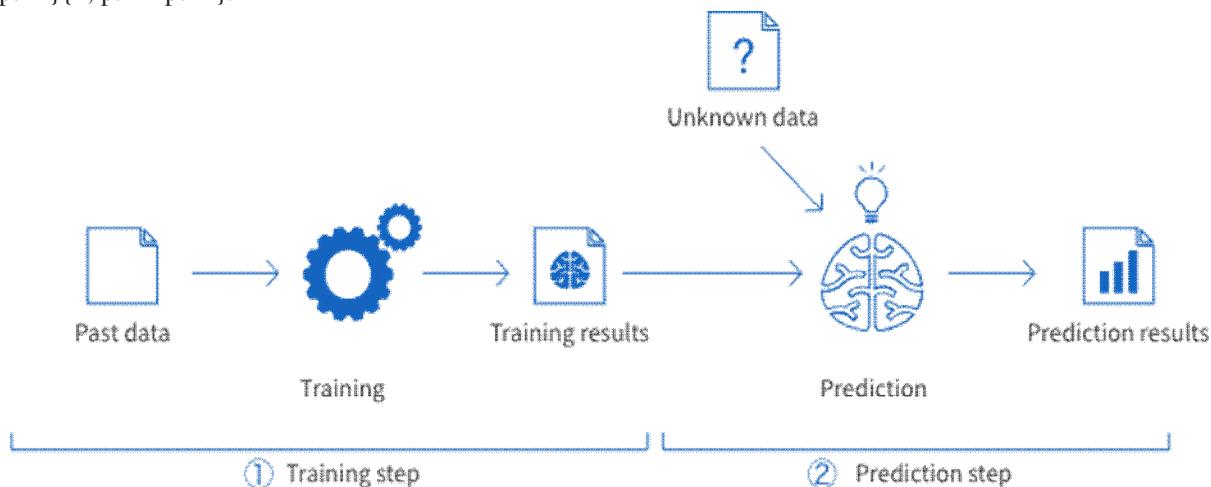 ?
Unknown data
Past data
Training results
Prediction results
Training
Prediction
① Training step
② Prediction step